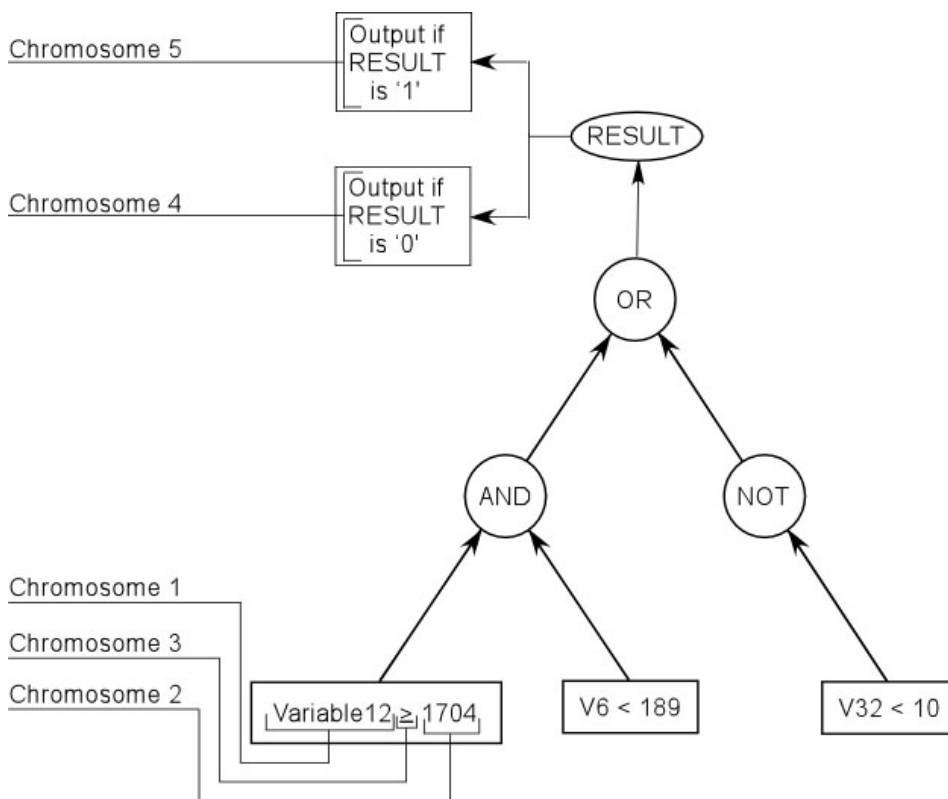 Chromosome 5
Output if
RESULT
is ‘1'
RESULT
Chromosome 4
Output if
RESULT
is ‘0'
OR
AND
NOT
Chromosome 1
Chromosome 3
Chromosome 2
Variable12 ≥ 1704
V6 < 189
V32 < 10